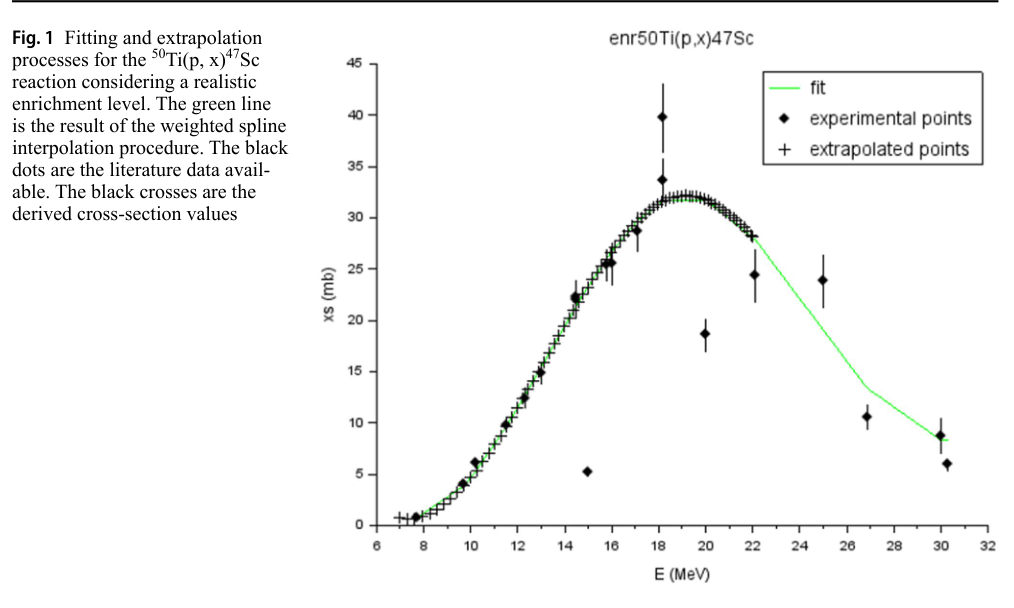 Fig. 1 Fitting and extrapolation
processes for the ⁵⁰Ti(p, x)⁴⁷Sc
reaction considering a realistic
enrichment level. The green line
is the result of the weighted spline
interpolation procedure. The black
dots are the literature data avail-
able. The black crosses are the
derived cross-section values
enr50Ti(p,x)47Sc
fit
experimental points
extrapolated points
xs (mb)
45
40
35
30
25
20
15
10
5
0
6 8 10 12 14 16 18 20 22 24 26 28 30 32
E (MeV)